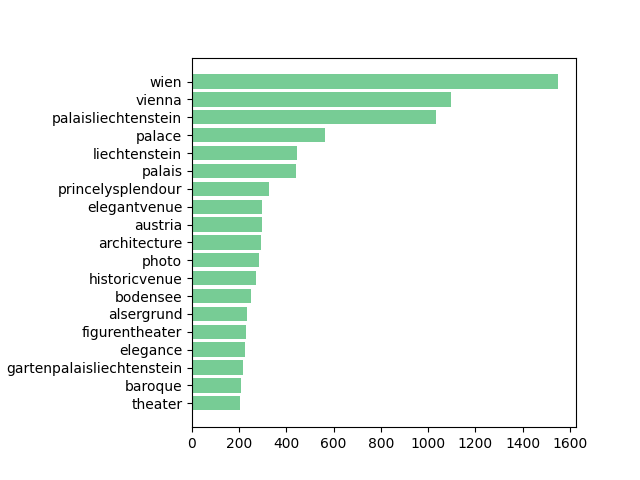 wien
vienna
palaisliechtenstein
palace
liechtenstein
palais
princelysplendour
elegantvenue
austria
architecture
photo
historicvenue
bodensee
alsergrund
figurentheater
elegance
gartenpalaisliechtenstein
baroque
theater
0 200 400 600 800 1000 1200 1400 1600